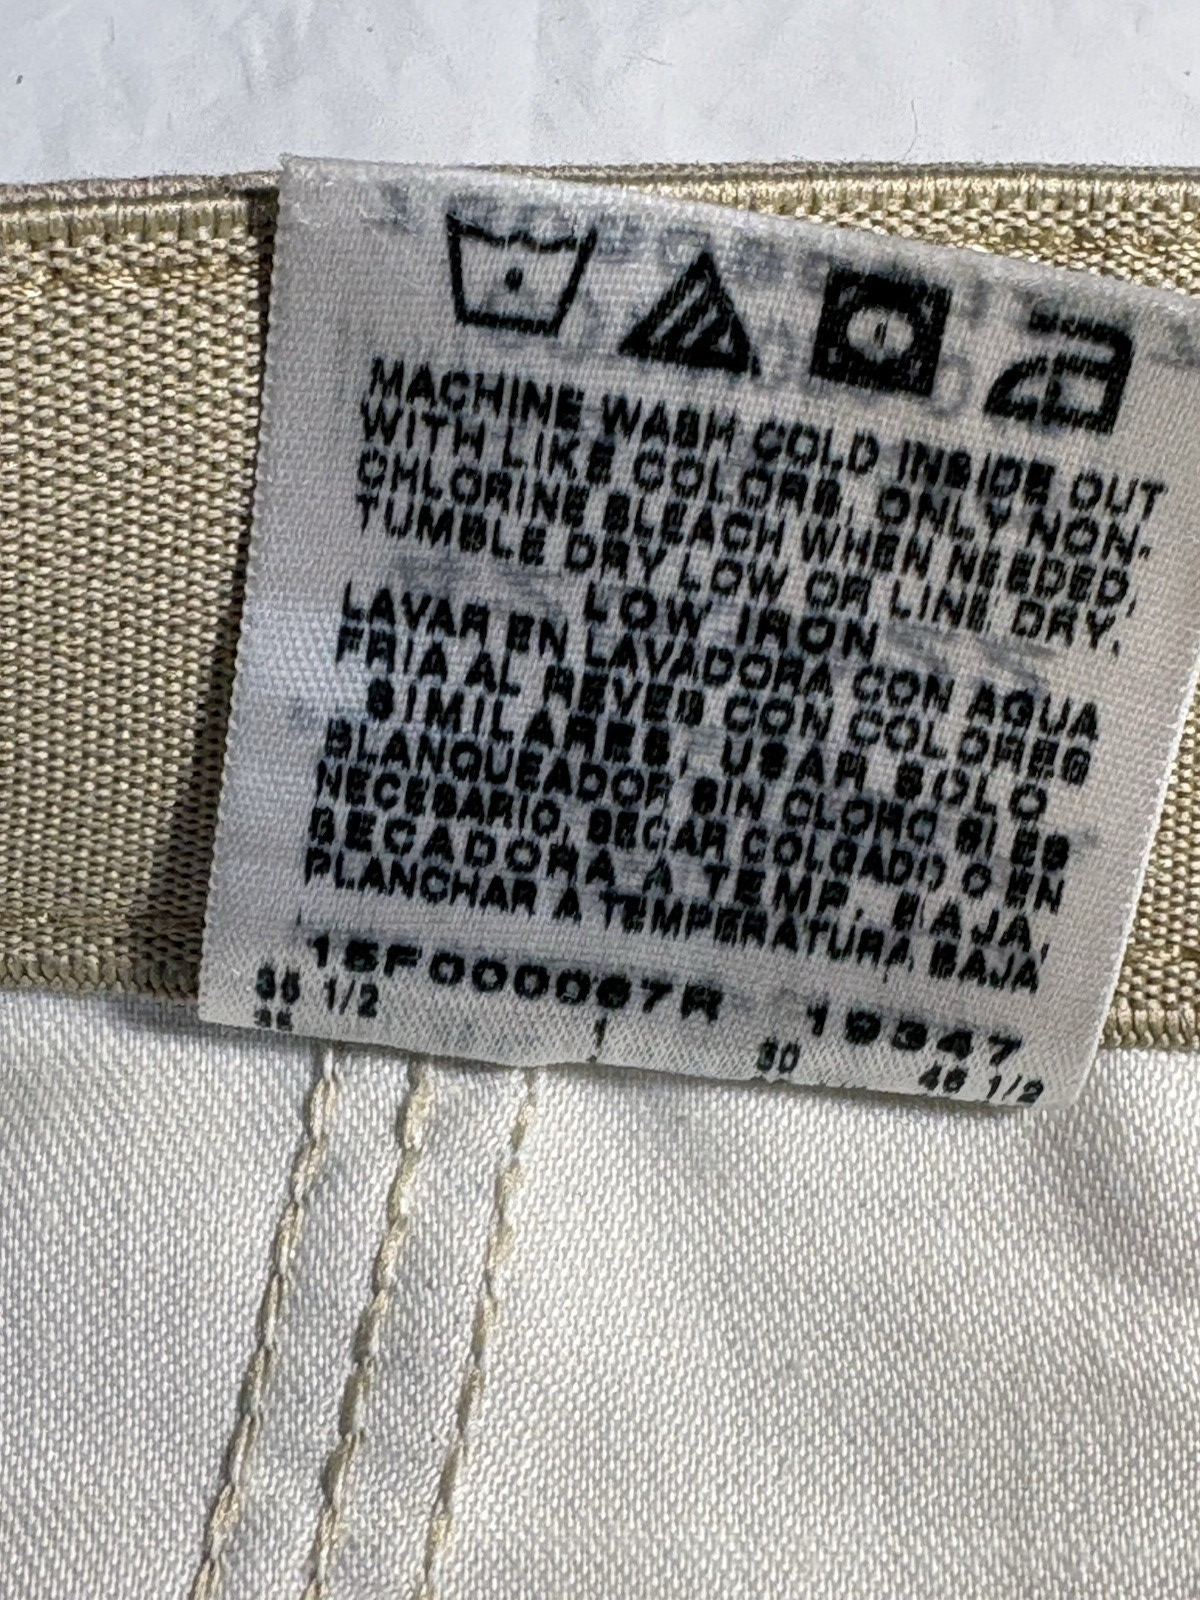 MACHINE WASH COLD INSIDE OUT
WITH LIKE COLORS, ONLY NON-
CHLORINE BLEACH WHEN NEEDED,
TUMBLE DRY LOW OR LINE DRY,
LOW IRON
LAVAR EN LAVADORA CON AGUA
FRIA AL REVES CON COLORES
SIMILARES, USAR SOLO
BLANQUEADOR SIN CLORO SI ES
NECESARIO, SECAR COLGADO O EN
SECADORA A TEMP. BAJA,
PLANCHAR A TEMPERATURA BAJA
15F000067R 19347
1/2 1 30 46 1/2